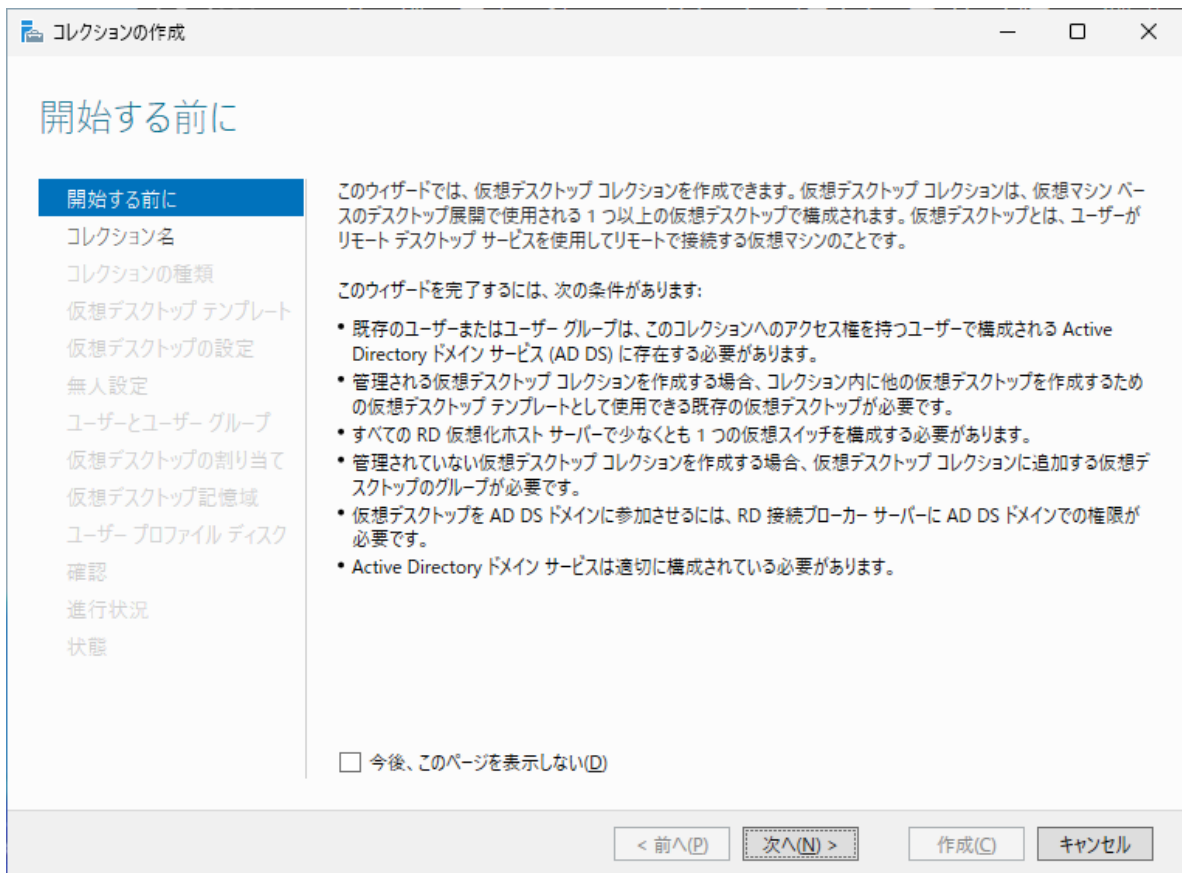 コレクションの作成
開始する前に
開始する前に
コレクション名
コレクションの種類
仮想デスクトップ テンプレート
仮想デスクトップの設定
無人設定
ユーザーとユーザー グループ
仮想デスクトップの割り当て
仮想デスクトップ記憶域
ユーザー プロファイル ディスク
確認
進行状況
状態
このウィザードでは、仮想デスクトップ コレクションを作成できます。仮想デスクトップ コレクションは、仮想マシン ベー
スのデスクトップ展開で使用される 1 つ以上の仮想デスクトップで構成されます。仮想デスクトップとは、ユーザーが
リモート デスクトップ サービスを使用してリモートで接続する仮想マシンのことです。
このウィザードを完了するには、次の条件があります:
• 既存のユーザーまたはユーザー グループは、このコレクションへのアクセス権を持つユーザーで構成される Active
Directory ドメイン サービス (AD DS) に存在する必要があります。
• 管理される仮想デスクトップ コレクションを作成する場合、コレクション内に他の仮想デスクトップを作成するため
の仮想デスクトップ テンプレートとして使用できる既存の仮想デスクトップが必要です。
• すべての RD 仮想化ホスト サーバーで少なくとも 1 つの仮想スイッチを構成する必要があります。
• 管理されていない仮想デスクトップ コレクションを作成する場合、仮想デスクトップ コレクションに追加する仮想デ
スクトップのグループが必要です。
• 仮想デスクトップを AD DS ドメインに参加させるには、RD 接続ブローカー サーバーに AD DS ドメインでの権限が
必要です。
• Active Directory ドメイン サービスは適切に構成されている必要があります。
今後、このページを表示しない(D)
< 前へ(P)
次へ(N) >
作成(C)
キャンセル